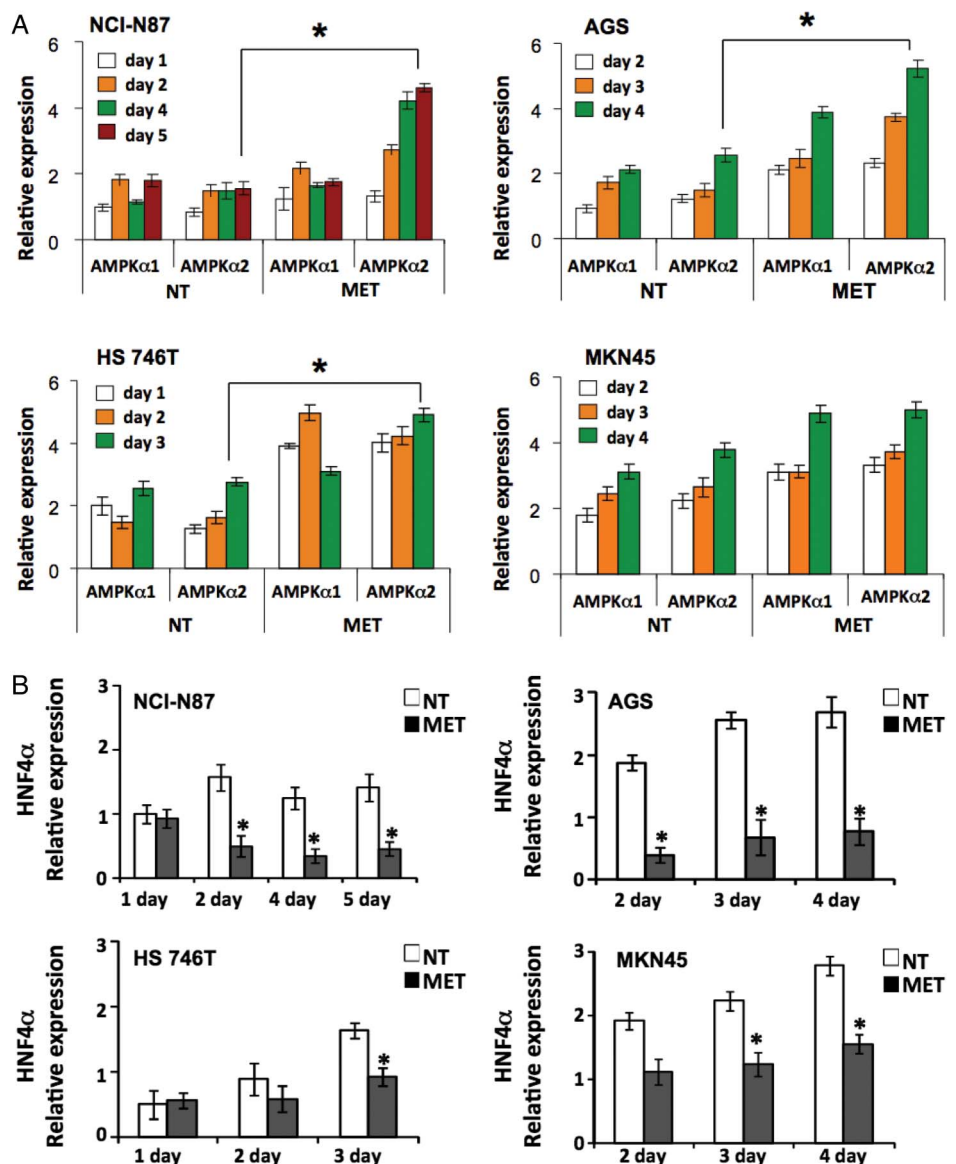 A
NCI-N87
Relative expression
6
4
2
0
day 1
day 2
day 4
day 5
*
AMPKα1 AMPKα2 AMPKα1 AMPKα2
NT MET
AGS
Relative expression
6
4
2
0
day 2
day 3
day 4
*
AMPKα1 AMPKα2 AMPKα1 AMPKα2
NT MET
HS 746T
Relative expression
6
4
2
0
day 1
day 2
day 3
*
AMPKα1 AMPKα2 AMPKα1 AMPKα2
NT MET
MKN45
Relative expression
6
4
2
0
day 2
day 3
day 4
AMPKα1 AMPKα2 AMPKα1 AMPKα2
NT MET
B
NCI-N87
HNF4α
Relative expression
3
2
1
0
NT
MET
* * *
1 day 2 day 4 day 5 day
AGS
HNF4α
Relative expression
3
2
1
0
NT
MET
* * *
2 day 3 day 4 day
HS 746T
HNF4α
Relative expression
3
2
1
0
NT
MET
*
1 day 2 day 3 day
MKN45
HNF4α
Relative expression
3
2
1
0
NT
MET
* *
2 day 3 day 4 day